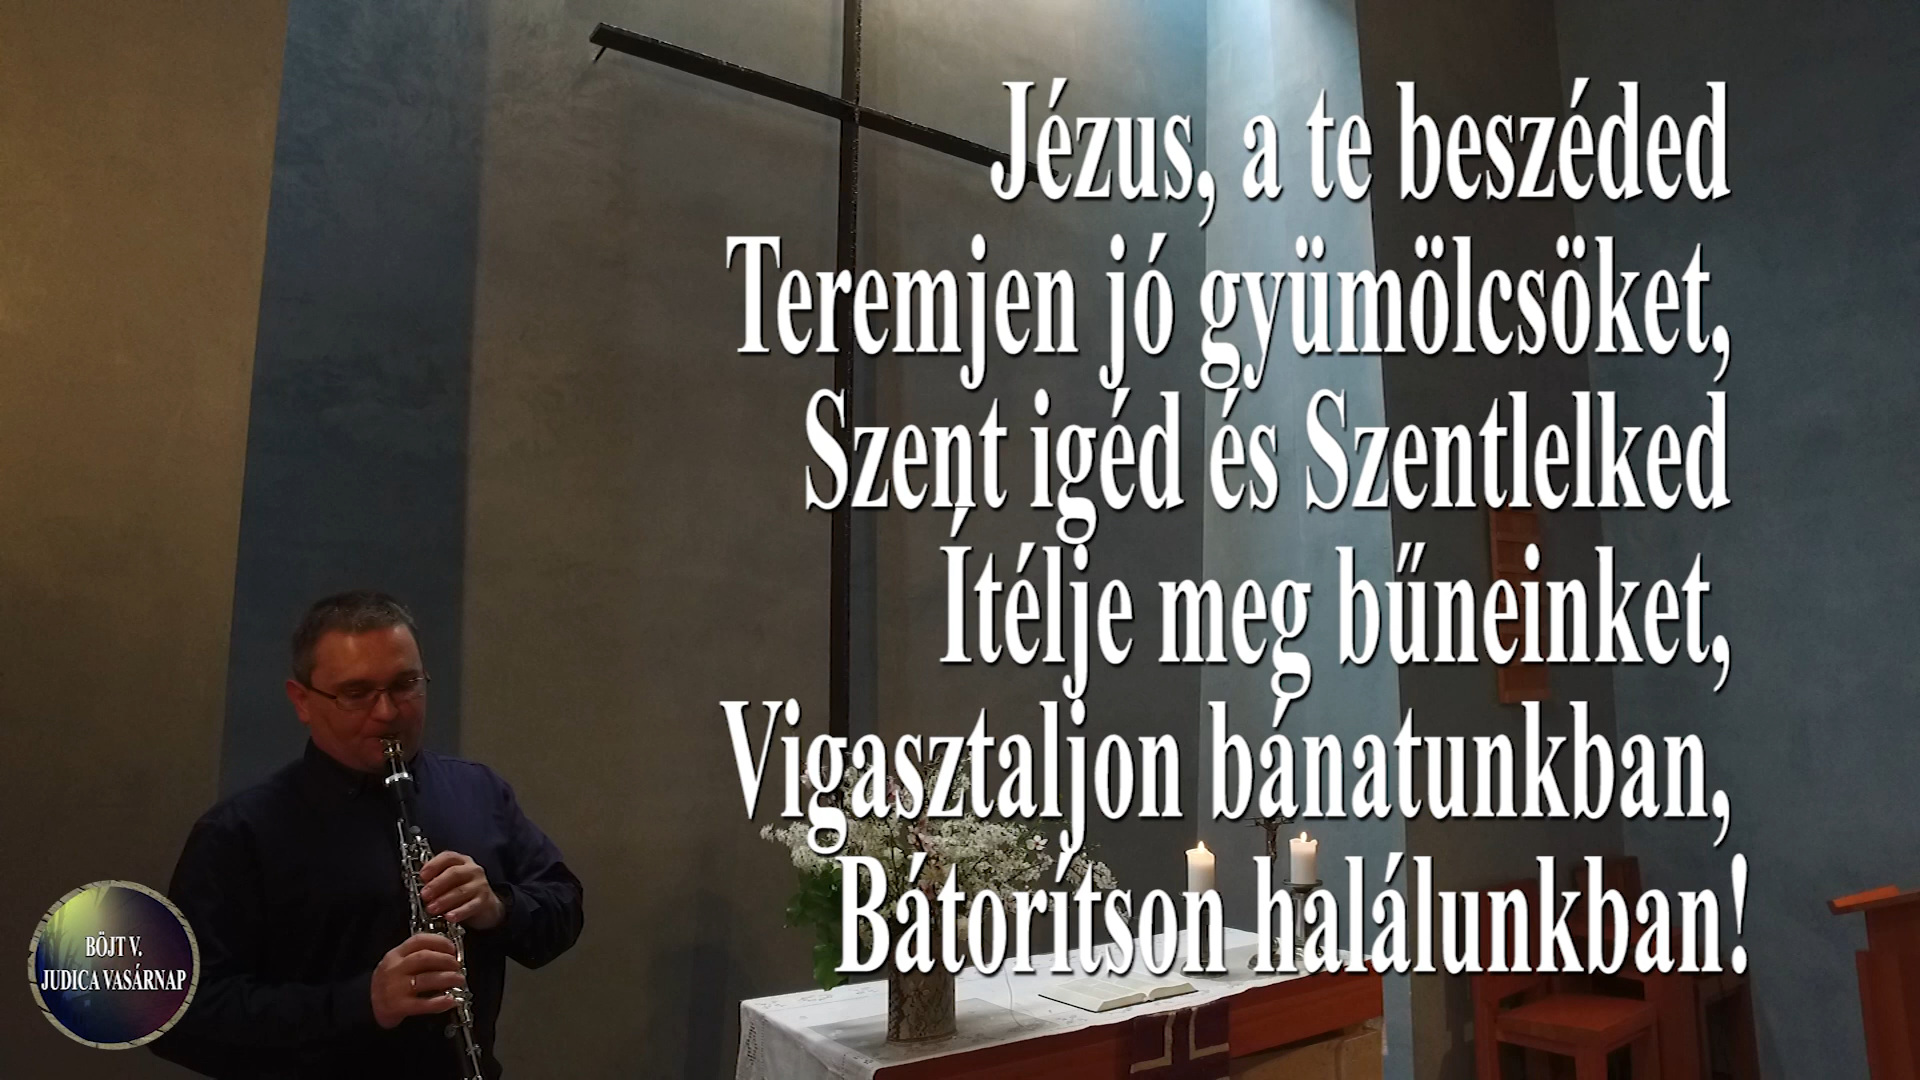 Jézus, a te beszéded
Teremjen jó gyümölcsöket,
Szent igéd és Szentlelked
Ítélje meg bűneinket,
Vigasztaljon bánatunkban,
Bátorítson halálunkban!
BÖJT V.
JUDICA VASÁRNAP